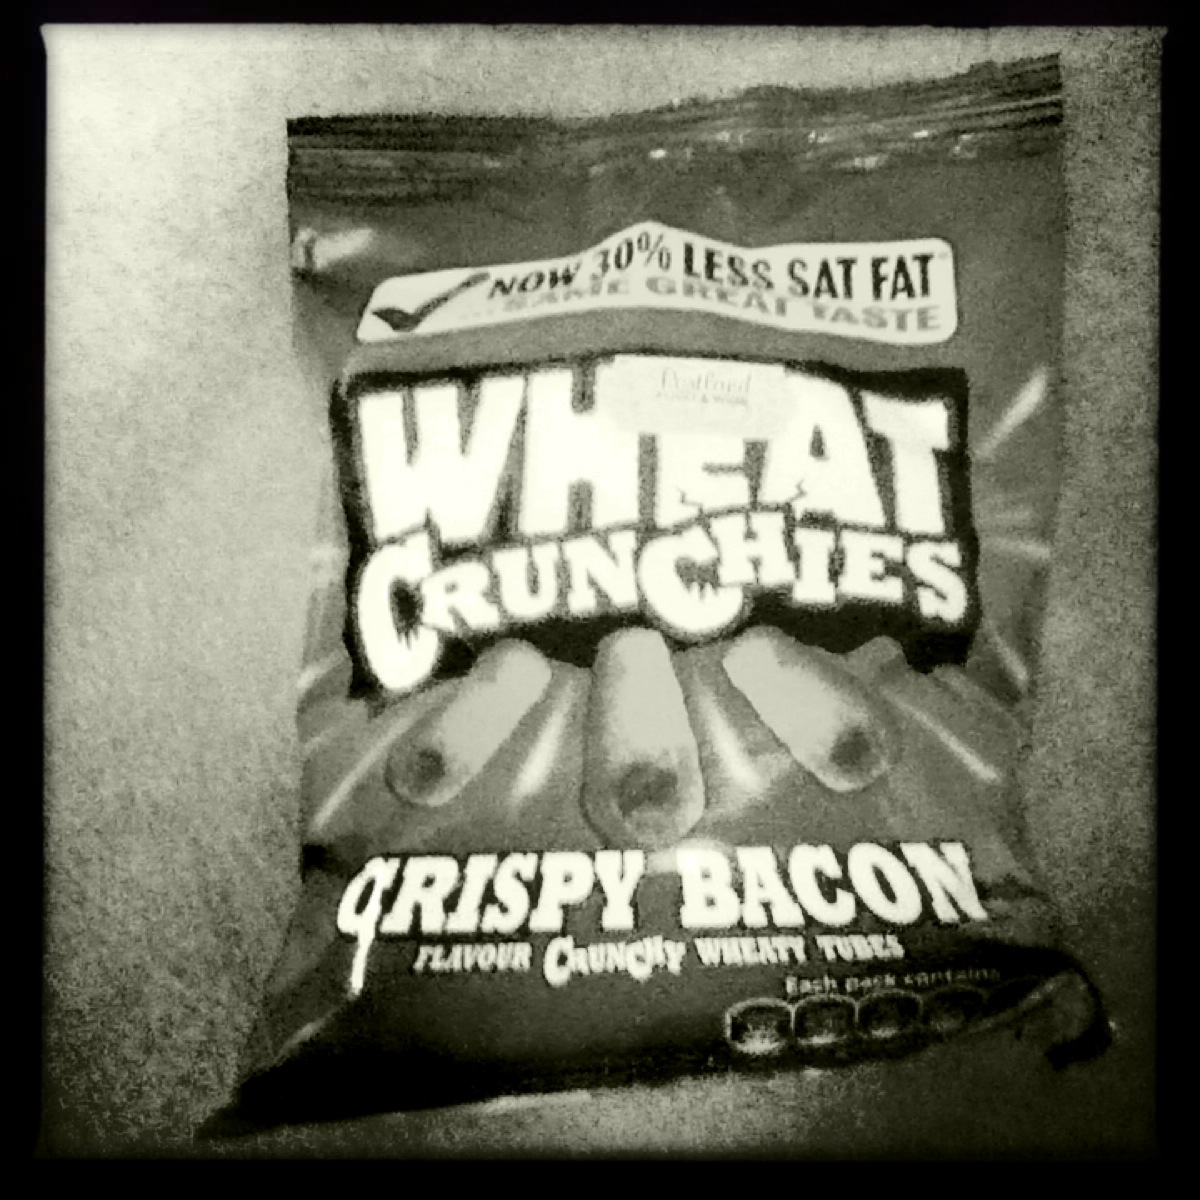 NOW 30% LESS SAT FAT
...SAME GREAT TASTE
WHEAT
CRUNCHIES
CRISPY BACON
FLAVOUR CRUNCHY WHEATY TUBES
Each pack contains